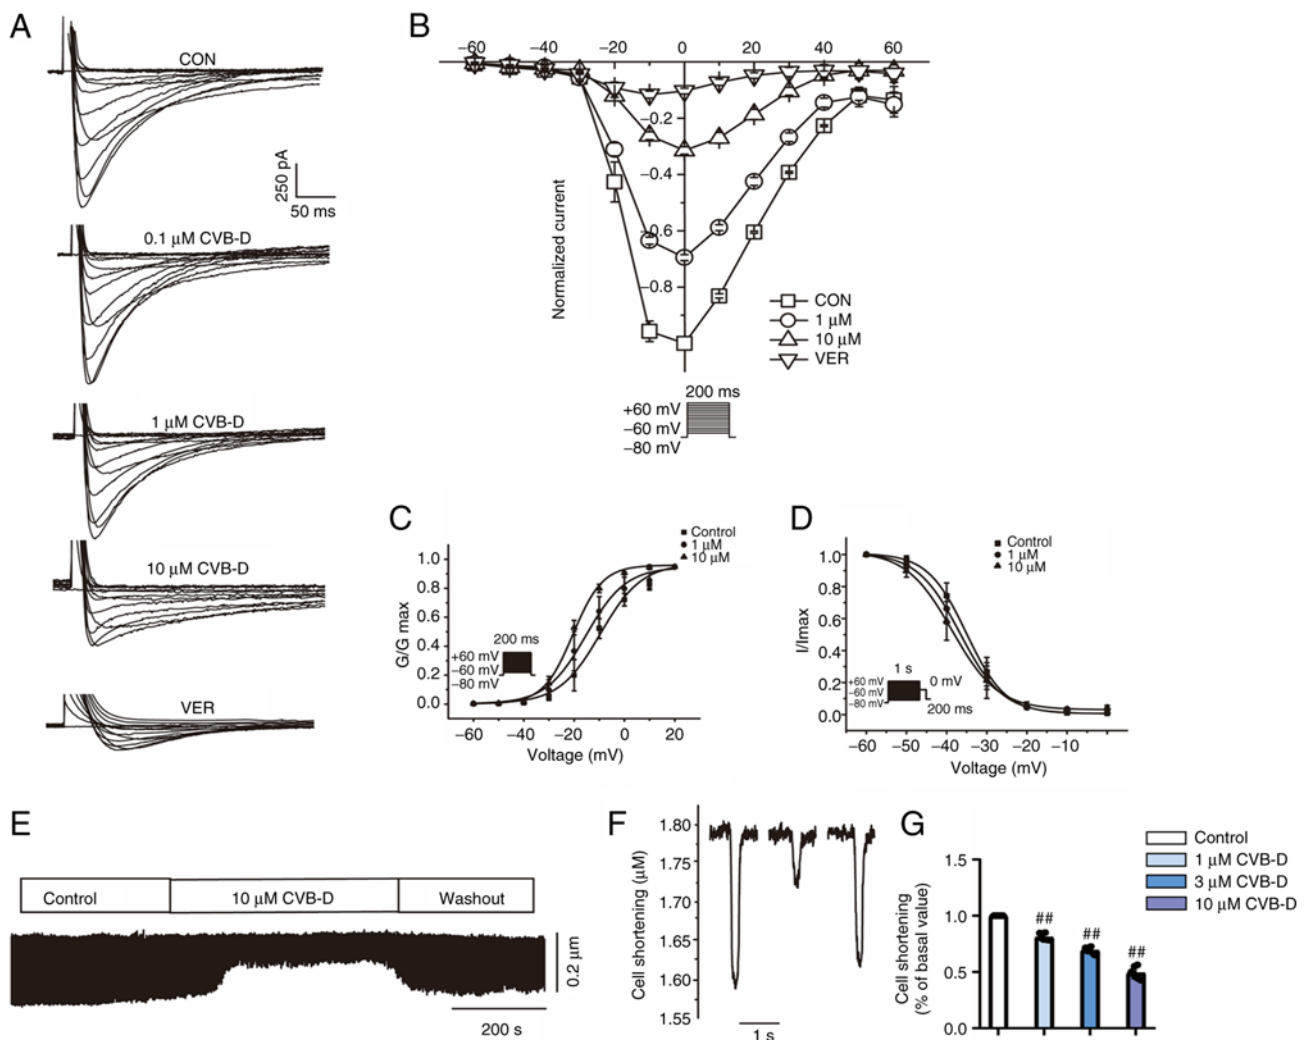 A
CON
250 pA
50 ms
0.1 μM CVB-D
1 μM CVB-D
10 μM CVB-D
VER
B
−60 −40 −20 0 20 40 60
−0.2
−0.4
−0.6
−0.8
Normalized current
CON
1 μM
10 μM
VER
200 ms
+60 mV
−60 mV
−80 mV
C
Control
1 μM
10 μM
1.0
0.8
0.6
0.4
0.2
0.0
G/G max
200 ms
+60 mV
−60 mV
−80 mV
−60 −40 −20 0 20
Voltage (mV)
D
Control
1 μM
10 μM
1.0
0.8
0.6
0.4
0.2
0.0
I/Imax
1 s
+60 mV
−60 mV
−80 mV
0 mV
200 ms
−60 −50 −40 −30 −20 −10
Voltage (mV)
E
Control 10 μM CVB-D Washout
0.2 μm
200 s
F
1.80
1.75
1.70
1.65
1.60
1.55
Cell shortening (μM)
1 s
G
1.5
1.0
0.5
0.0
Cell shortening
(% of basal value)
## ## ##
Control
1 μM CVB-D
3 μM CVB-D
10 μM CVB-D